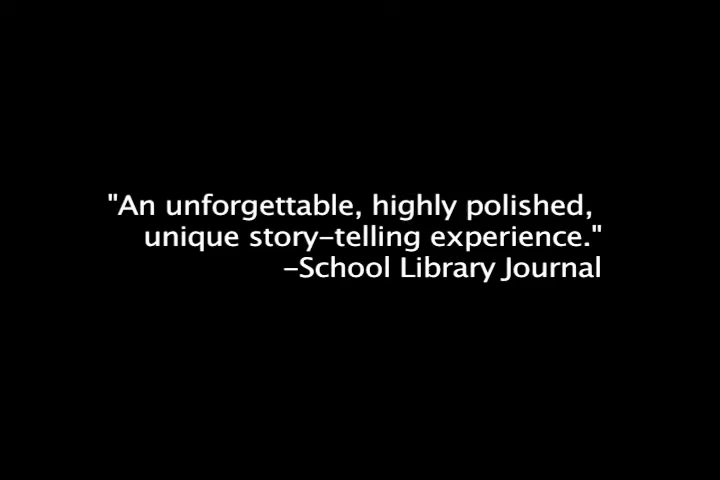 "An unforgettable, highly polished,
unique story-telling experience."
-School Library Journal